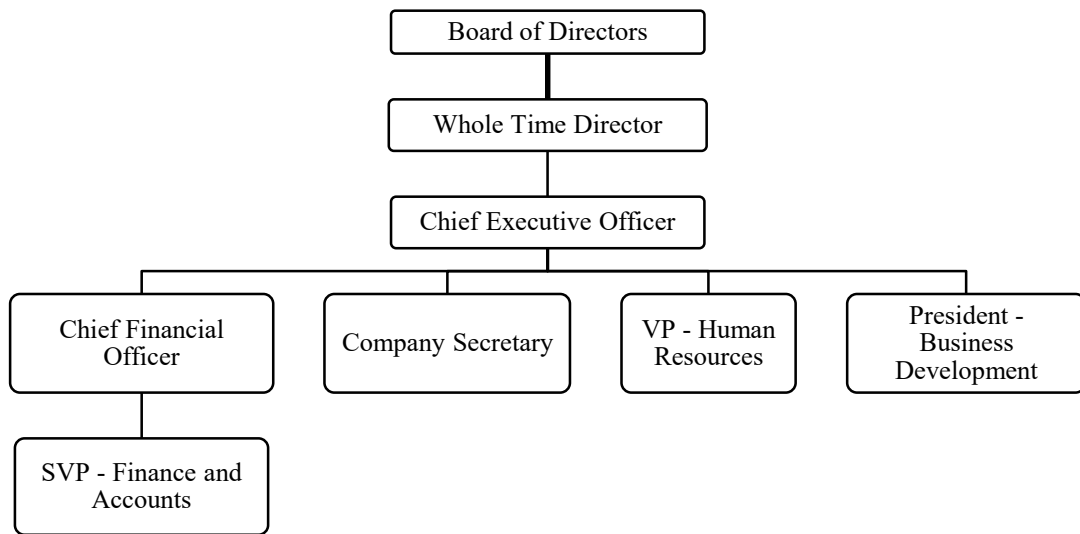 Board of Directors
Whole Time Director
Chief Executive Officer
Chief Financial
Officer
Company Secretary
VP - Human
Resources
President -
Business
Development
SVP - Finance and
Accounts